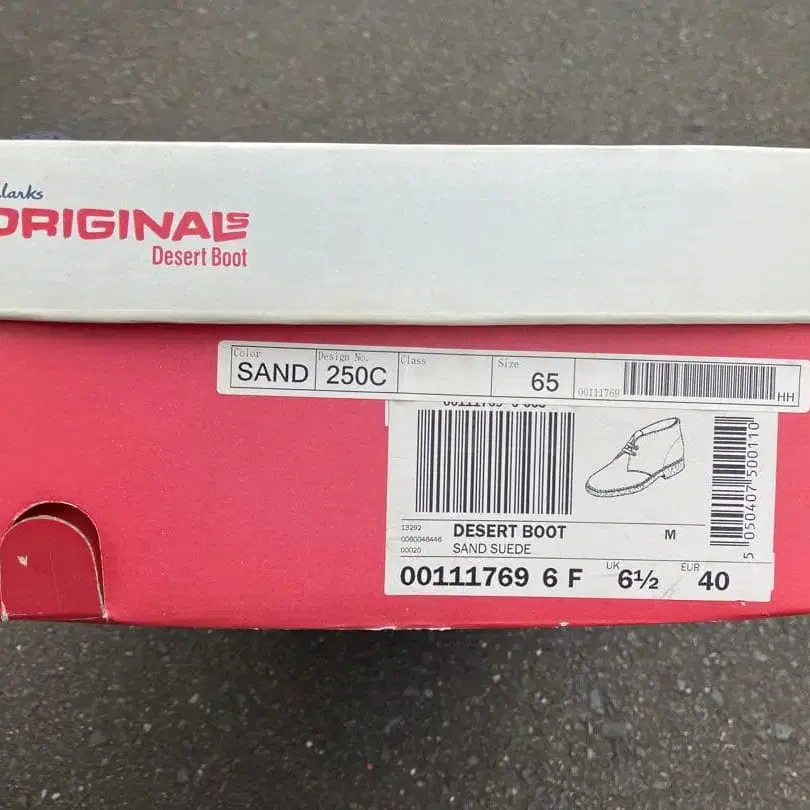 larks
ORIGINALS
Desert Boot
Color Design No. Class Size
SAND 250C 65 00111769 HH
13292
0060046446
00020
DESERT BOOT M
SAND SUEDE
00111769 6 F UK 6½ EUR 40
5 050407 500110